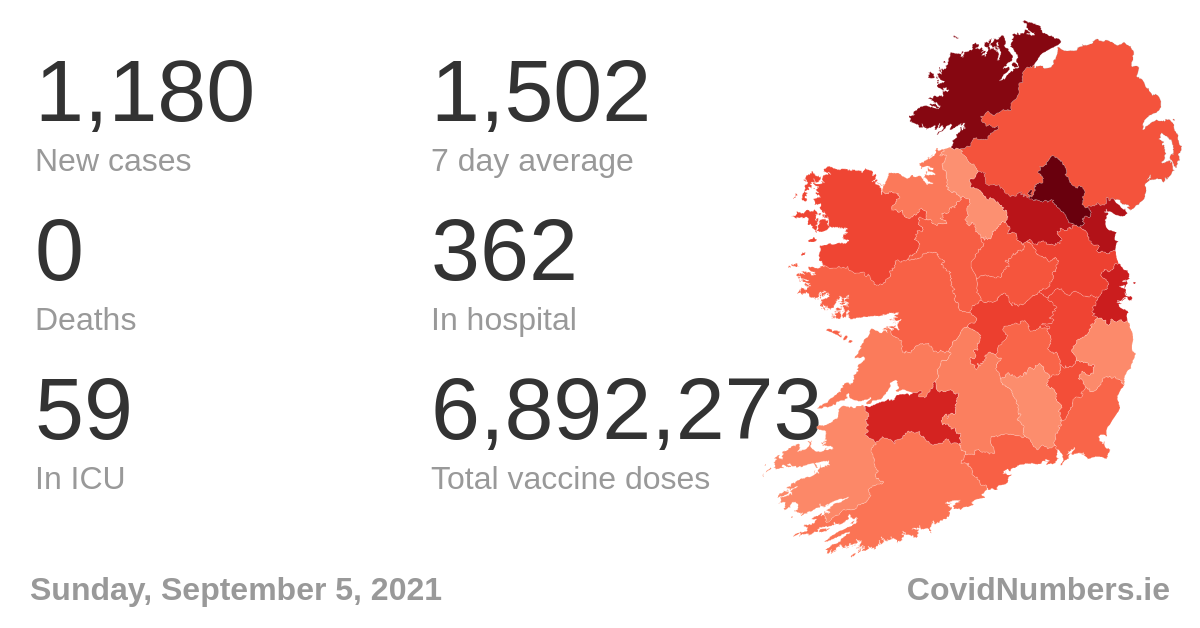 1,180
New cases
1,502
7 day average
0
Deaths
362
In hospital
59
In ICU
6,892,273
Total vaccine doses
Sunday, September 5, 2021
CovidNumbers.ie